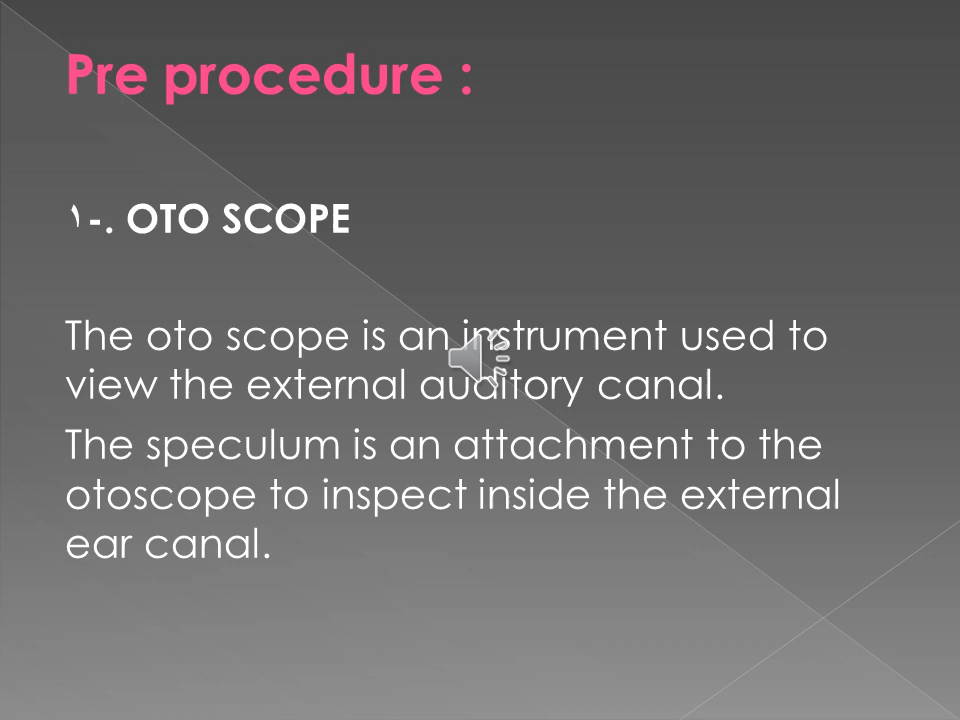 Pre procedure :
١-. OTO SCOPE
The oto scope is an instrument used to
view the external auditory canal.
The speculum is an attachment to the
otoscope to inspect inside the external
ear canal.